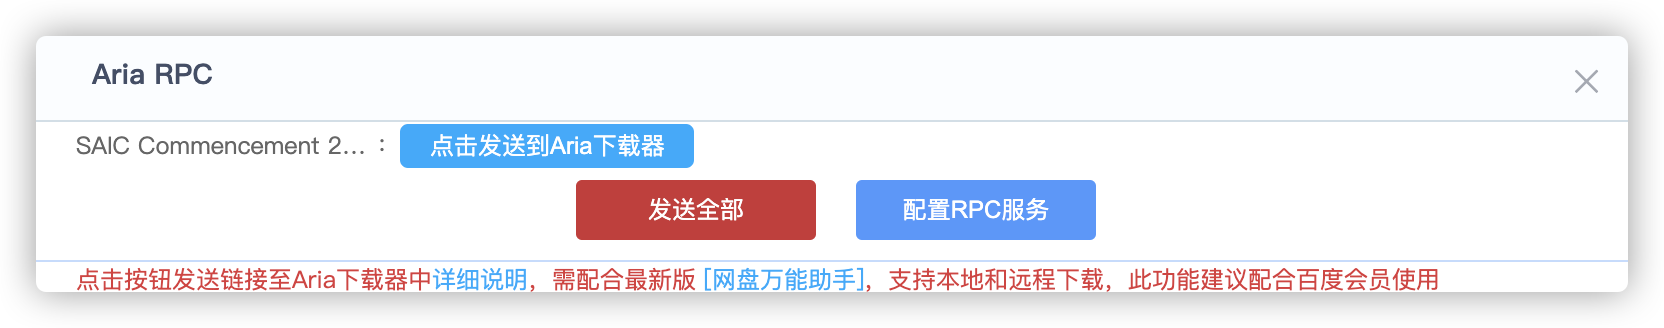 Aria RPC
SAIC Commencement 2... ： 点击发送到Aria下载器
发送全部 配置RPC服务
点击按钮发送链接至Aria下载器中详细说明，需配合最新版 [网盘万能助手]，支持本地和远程下载，此功能建议配合百度会员使用